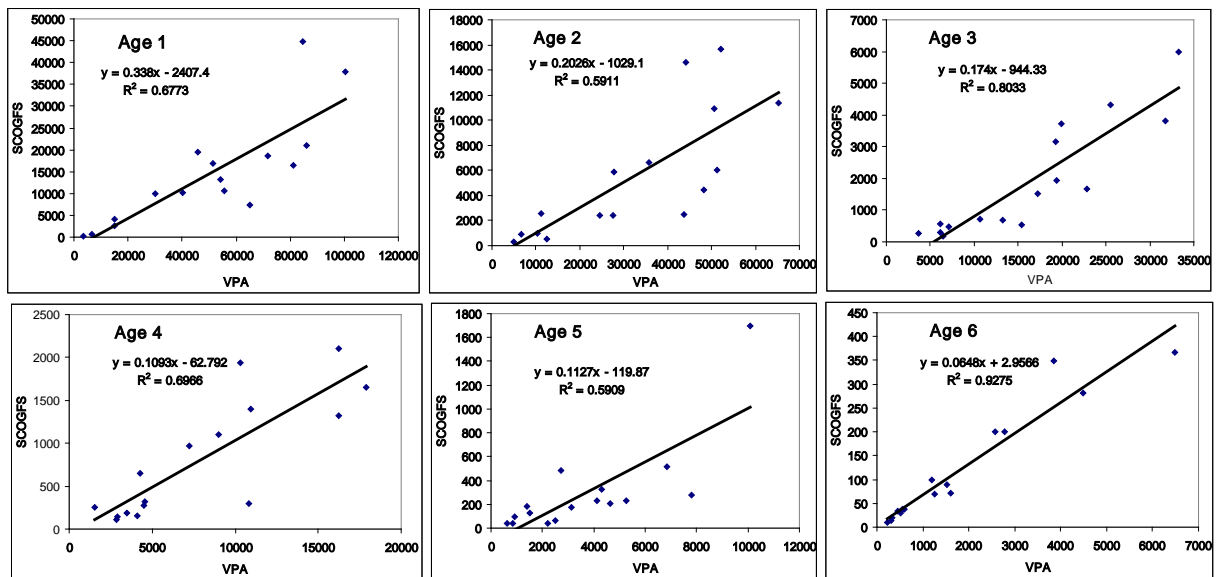 Age 1
y = 0.338x - 2407.4
R² = 0.6773
SCOGFS
50000
45000
40000
35000
30000
25000
20000
15000
10000
5000
0
0 20000 40000 60000 80000 100000 120000
VPA
Age 2
y = 0.2026x - 1029.1
R² = 0.5911
SCOGFS
18000
16000
14000
12000
10000
8000
6000
4000
2000
0
0 10000 20000 30000 40000 50000 60000 70000
VPA
Age 3
y = 0.174x - 944.33
R² = 0.8033
SCOGFS
7000
6000
5000
4000
3000
2000
1000
0
0 5000 10000 15000 20000 25000 30000 35000
VPA
Age 4
y = 0.1093x - 62.792
R² = 0.6966
SCOGFS
2500
2000
1500
1000
500
0
0 5000 10000 15000 20000
VPA
Age 5
y = 0.1127x - 119.87
R² = 0.5909
SCOGFS
1800
1600
1400
1200
1000
800
600
400
200
0
0 2000 4000 6000 8000 10000 12000
VPA
Age 6
y = 0.0648x + 2.9566
R² = 0.9275
SCOGFS
450
400
350
300
250
200
150
100
50
0
0 1000 2000 3000 4000 5000 6000 7000
VPA